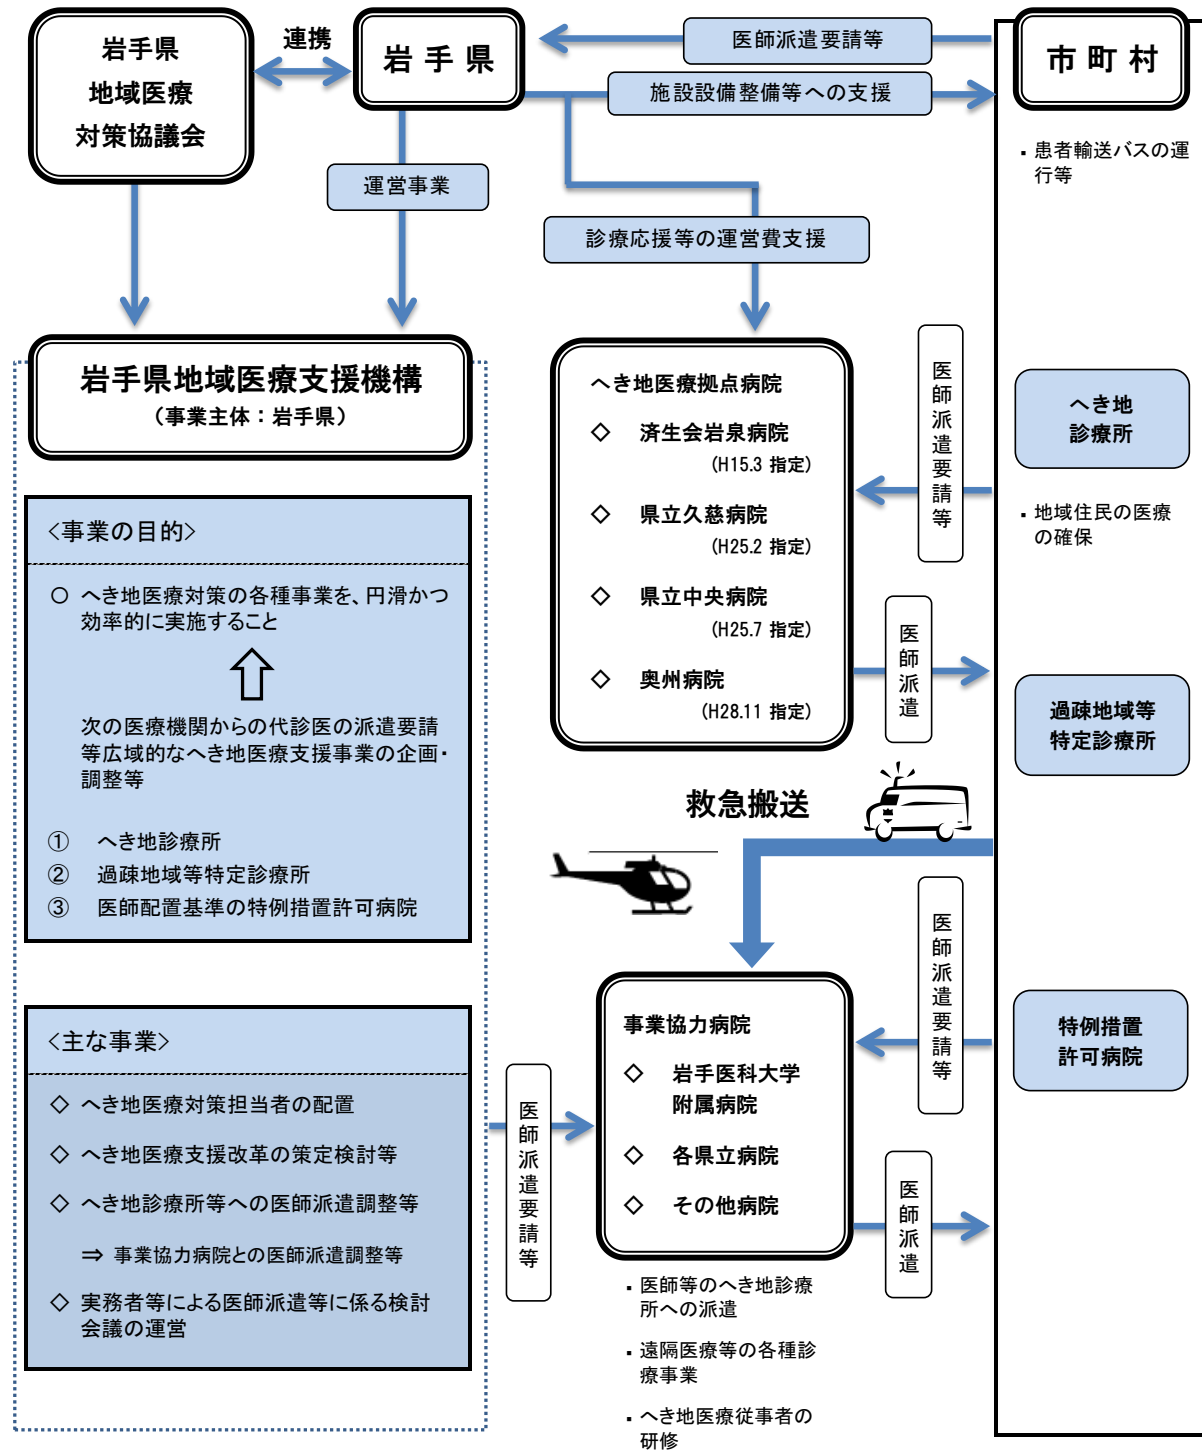 岩手県
地域医療
対策協議会
連携
岩手県
医師派遣要請等
施設設備整備等への支援
市町村
▪ 患者輸送バスの運
行等
運営事業
診療応援等の運営費支援
岩手県地域医療支援機構
（事業主体：岩手県）
<事業の目的>
○ へき地医療対策の各種事業を、円滑かつ
効率的に実施すること
次の医療機関からの代診医の派遣要請
等広域的なへき地医療支援事業の企画・
調整等
① へき地診療所
② 過疎地域等特定診療所
③ 医師配置基準の特例措置許可病院
<主な事業>
◇ へき地医療対策担当者の配置
◇ へき地医療支援改革の策定検討等
◇ へき地診療所等への医師派遣調整等
⇒ 事業協力病院との医師派遣調整等
◇ 実務者等による医師派遣等に係る検討
会議の運営
医師派遣要請等
へき地医療拠点病院
◇ 済生会岩泉病院
(H15.3 指定)
◇ 県立久慈病院
(H25.2 指定)
◇ 県立中央病院
(H25.7 指定)
◇ 奥州病院
(H28.11 指定)
医師派遣要請等
医師派遣
へき地
診療所
▪ 地域住民の医療
の確保
過疎地域等
特定診療所
救急搬送
事業協力病院
◇ 岩手医科大学
附属病院
◇ 各県立病院
◇ その他病院
医師派遣要請等
医師派遣
特例措置
許可病院
▪ 医師等のへき地診療
所への派遣
▪ 遠隔医療等の各種診
療事業
▪ へき地医療従事者の
研修